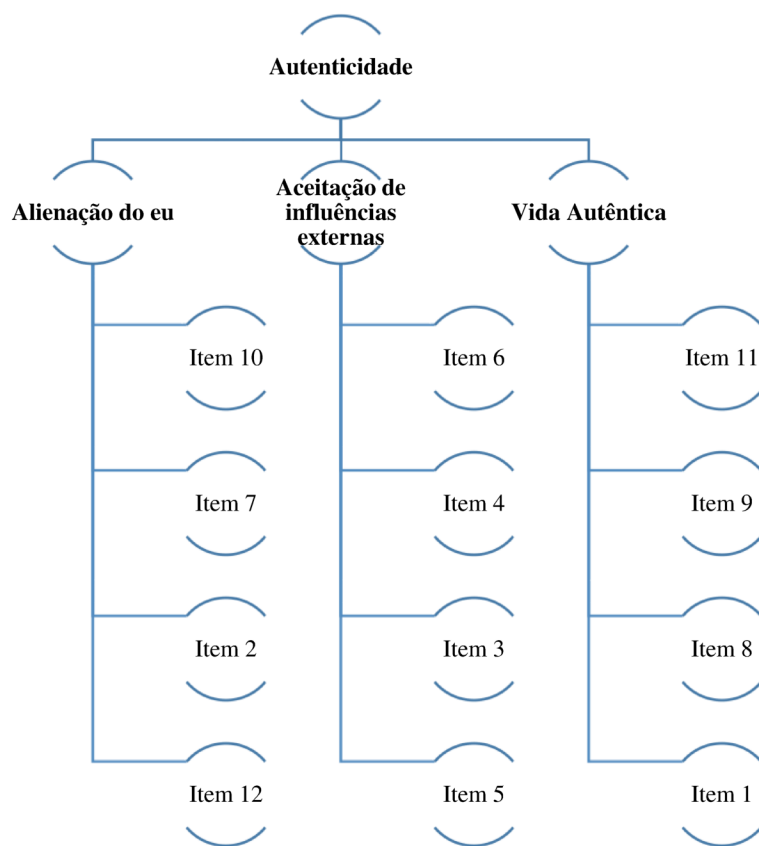 Autenticidade
Alienação do eu
Aceitação de
influências
externas
Vida Autêntica
Item 10
Item 6
Item 11
Item 7
Item 4
Item 9
Item 2
Item 3
Item 8
Item 12
Item 5
Item 1